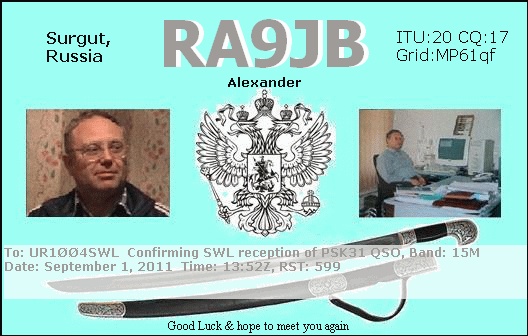 Surgut,
Russia
RA9JB
ITU:20 CQ:17
Grid:MP61qf
Alexander
To: UR1ØØ4SWL Confirming SWL reception of PSK31 QSO, Band: 15M
Date: September 1, 2011 Time: 13:52Z, RST: 599
Good Luck & hope to meet you again